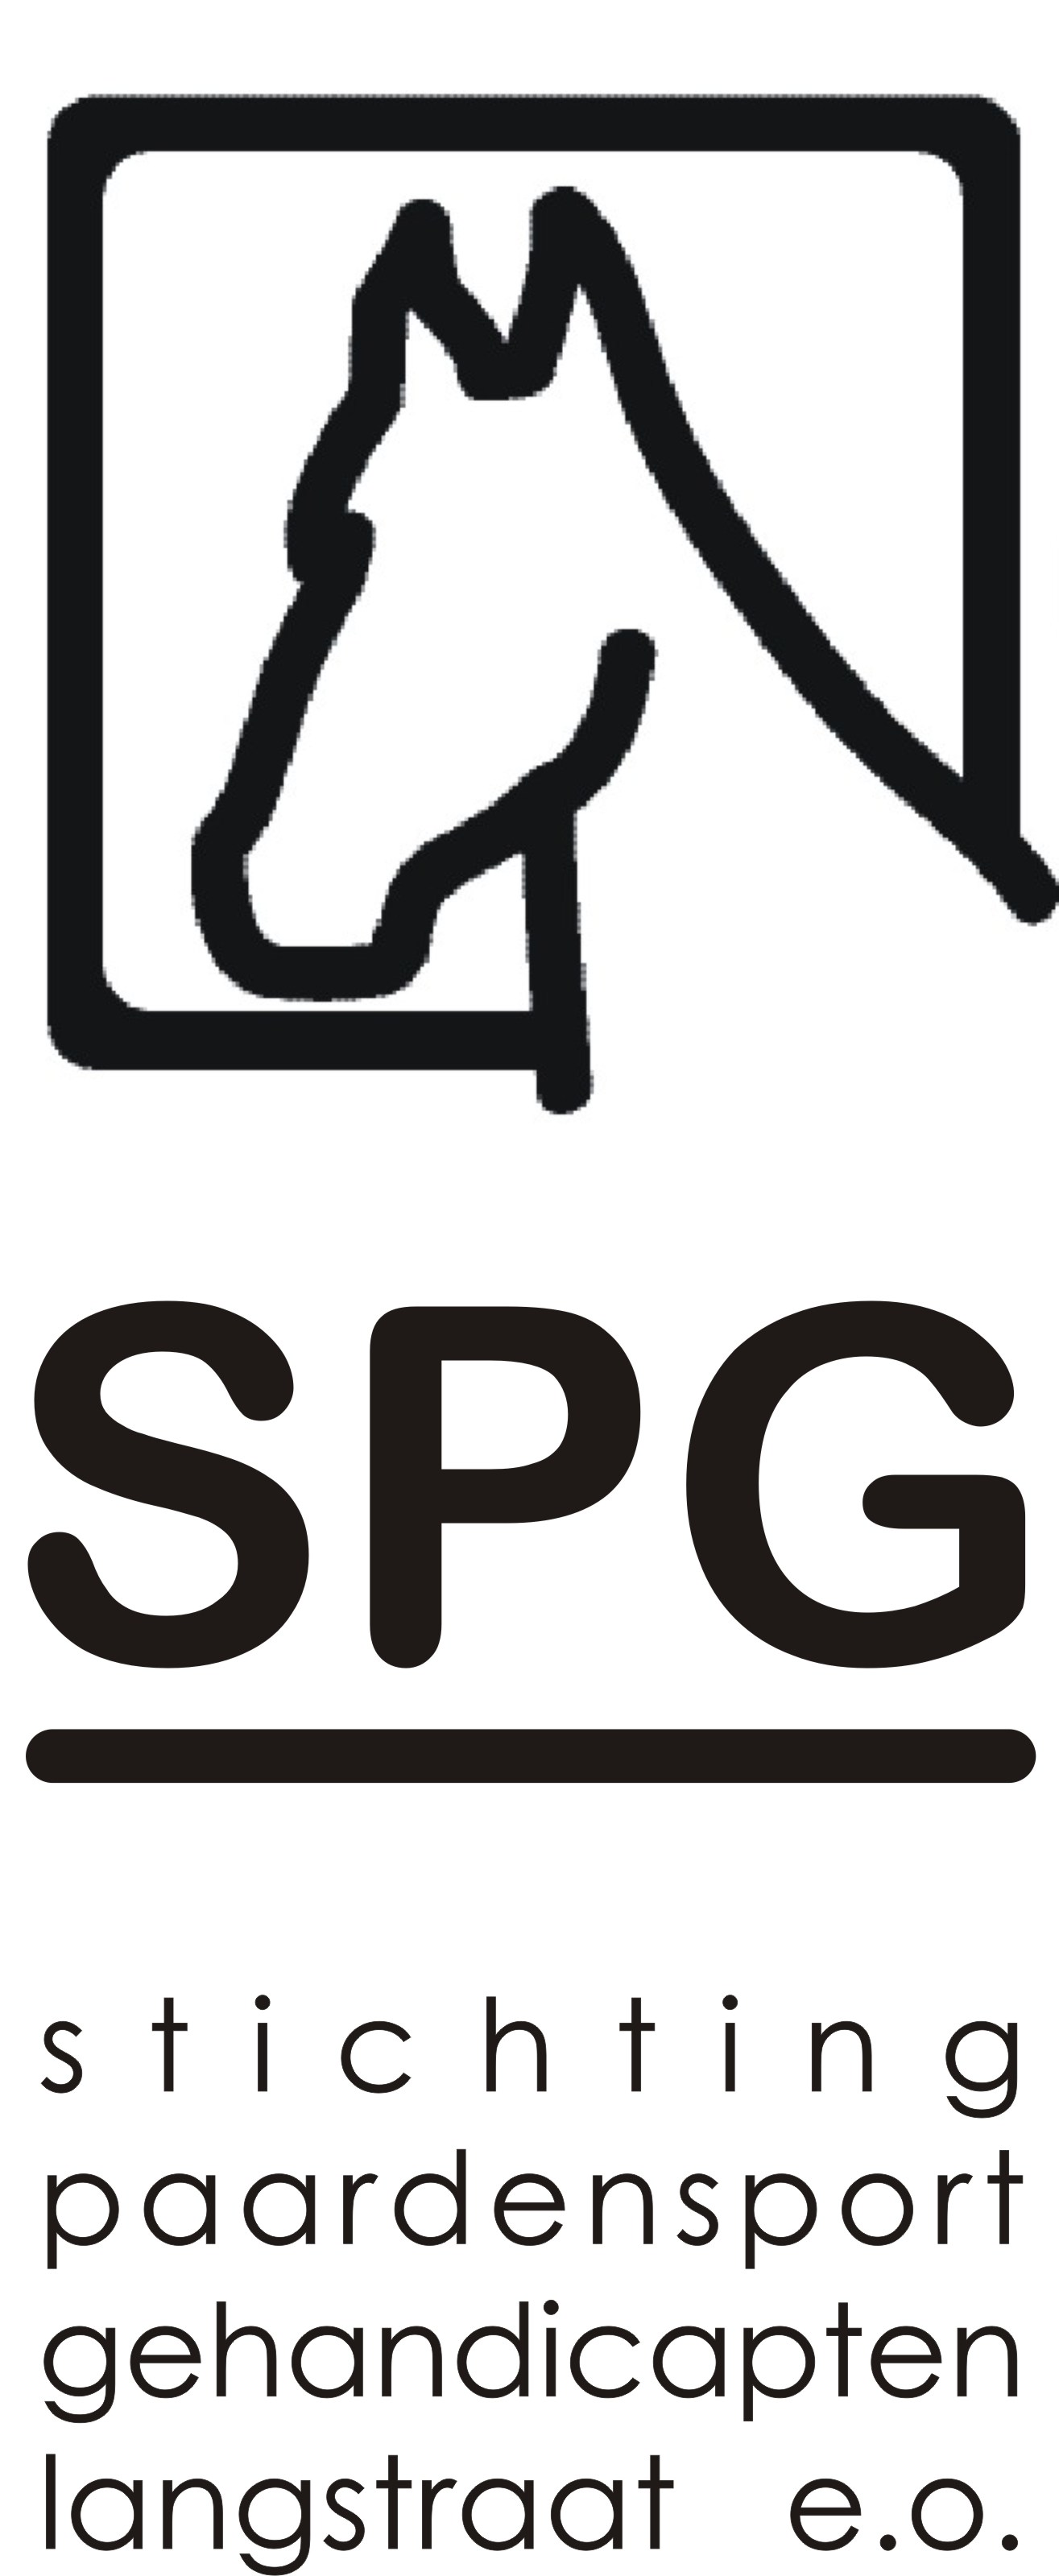 SPG
stichting
paardensport
gehandicapten
langstraat e.o.